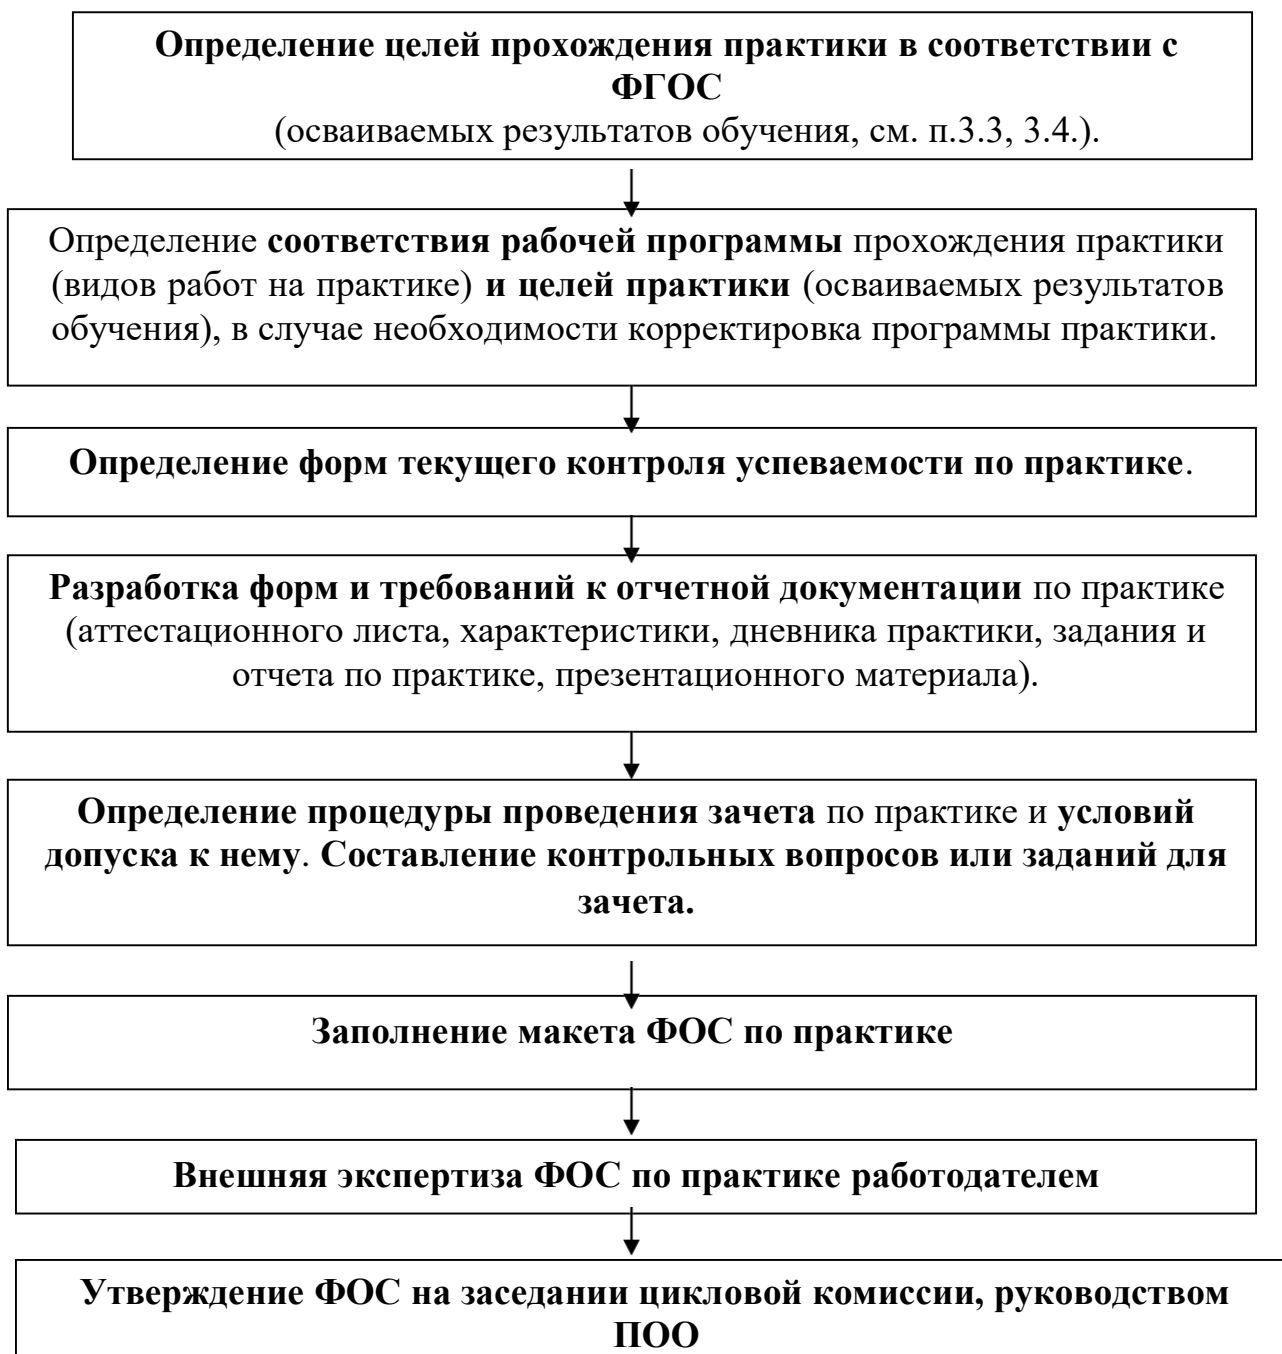 Определение целей прохождения практики в соответствии с
ФГОС
(осваиваемых результатов обучения, см. п.3.3, 3.4.).
Определение соответствия рабочей программы прохождения практики
(видов работ на практике) и целей практики (осваиваемых результатов
обучения), в случае необходимости корректировка программы практики.
Определение форм текущего контроля успеваемости по практике.
Разработка форм и требований к отчетной документации по практике
(аттестационного листа, характеристики, дневника практики, задания и
отчета по практике, презентационного материала).
Определение процедуры проведения зачета по практике и условий
допуска к нему. Составление контрольных вопросов или заданий для
зачета.
Заполнение макета ФОС по практике
Внешняя экспертиза ФОС по практике работодателем
Утверждение ФОС на заседании цикловой комиссии, руководством
ПОО